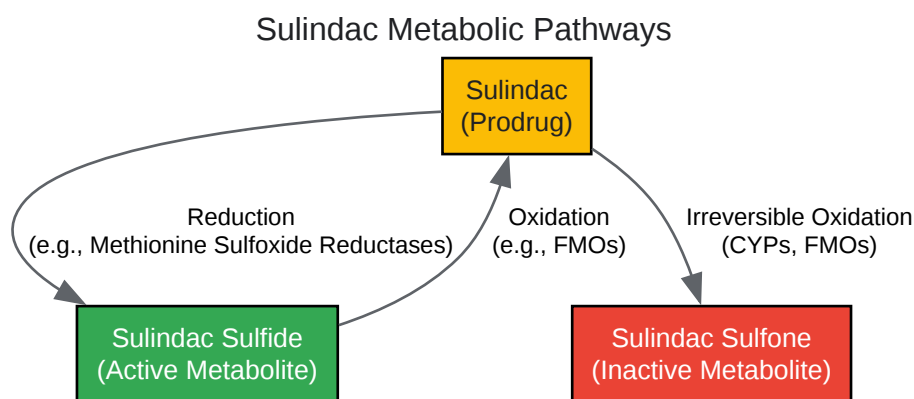 Sulindac Metabolic Pathways
Sulindac
(Prodrug)
Reduction
(e.g., Methionine Sulfoxide Reductases)
Oxidation
(e.g., FMOs)
Irreversible Oxidation
(CYPs, FMOs)
Sulindac Sulfide
(Active Metabolite)
Sulindac Sulfone
(Inactive Metabolite)